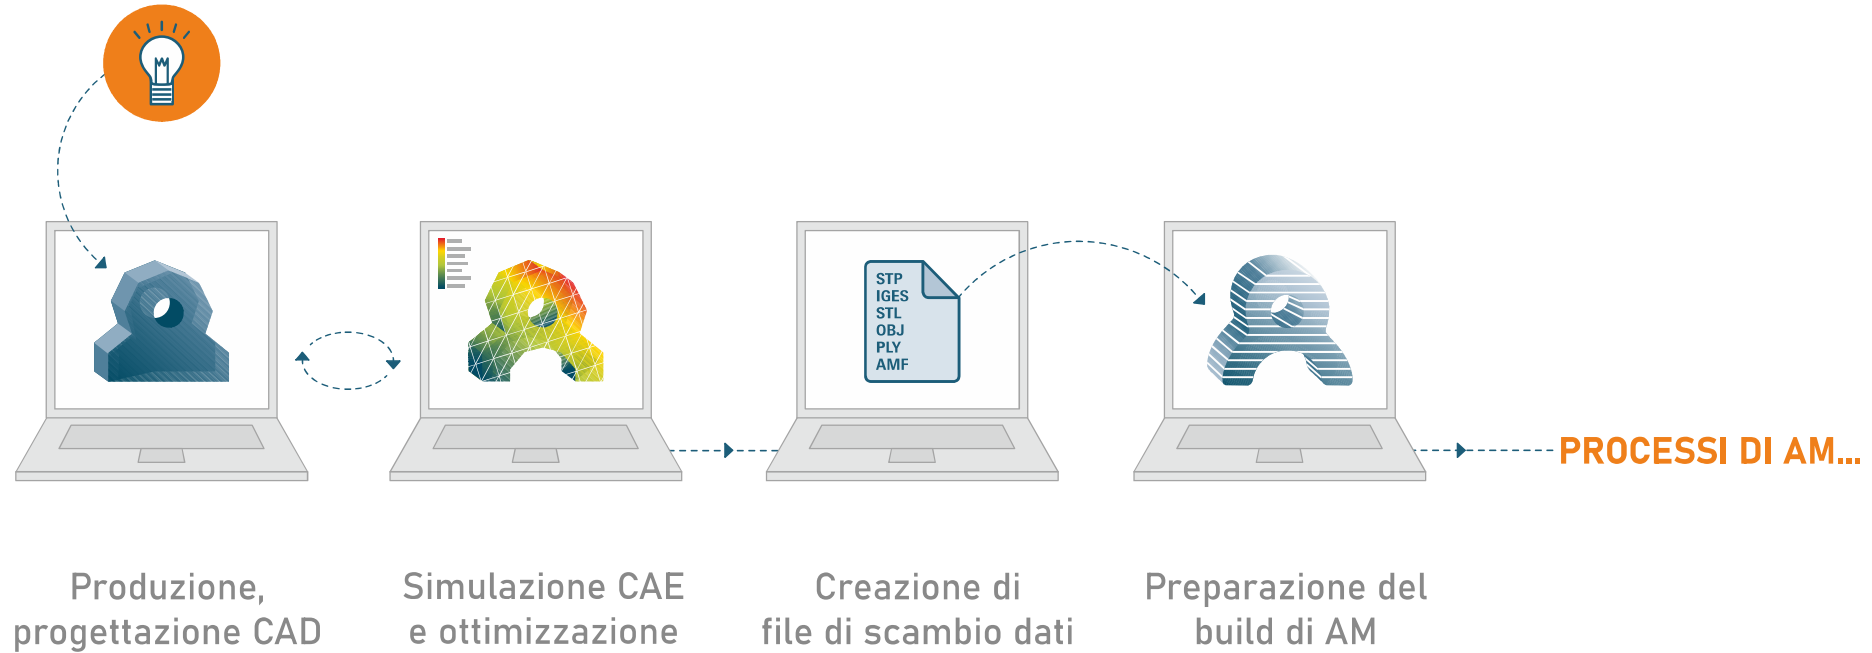 STP
IGES
STL
OBJ
PLY
AMF
PROCESSI DI AM...
Produzione,
progettazione CAD
Simulazione CAE
e ottimizzazione
Creazione di
file di scambio dati
Preparazione del
build di AM